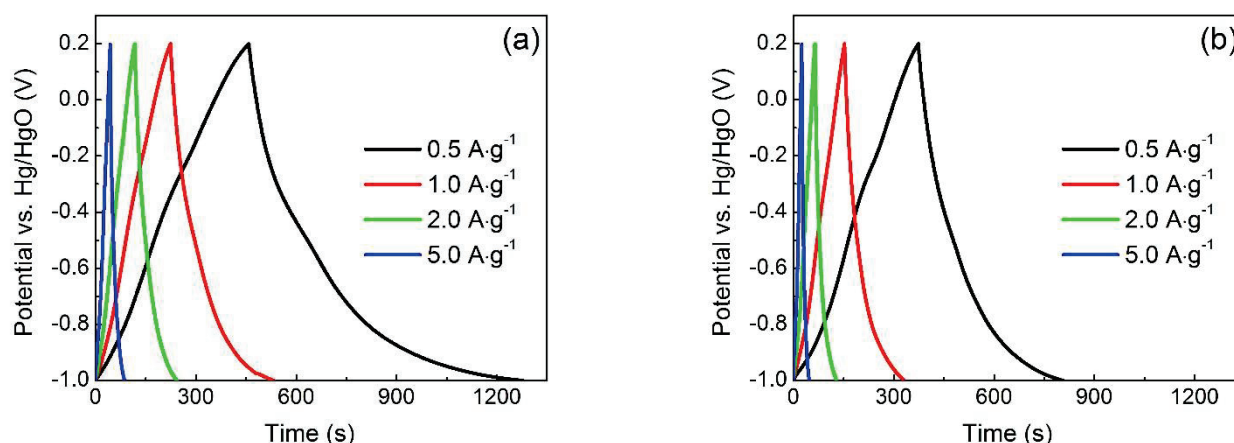 (a)
Potential vs. Hg/HgO (V)
0.2
0.0
-0.2
-0.4
-0.6
-0.8
-1.0
0.5 A·g⁻¹
1.0 A·g⁻¹
2.0 A·g⁻¹
5.0 A·g⁻¹
0 300 600 900 1200
Time (s)
(b)
Potential vs. Hg/HgO (V)
0.2
0.0
-0.2
-0.4
-0.6
-0.8
-1.0
0.5 A·g⁻¹
1.0 A·g⁻¹
2.0 A·g⁻¹
5.0 A·g⁻¹
0 300 600 900 1200
Time (s)